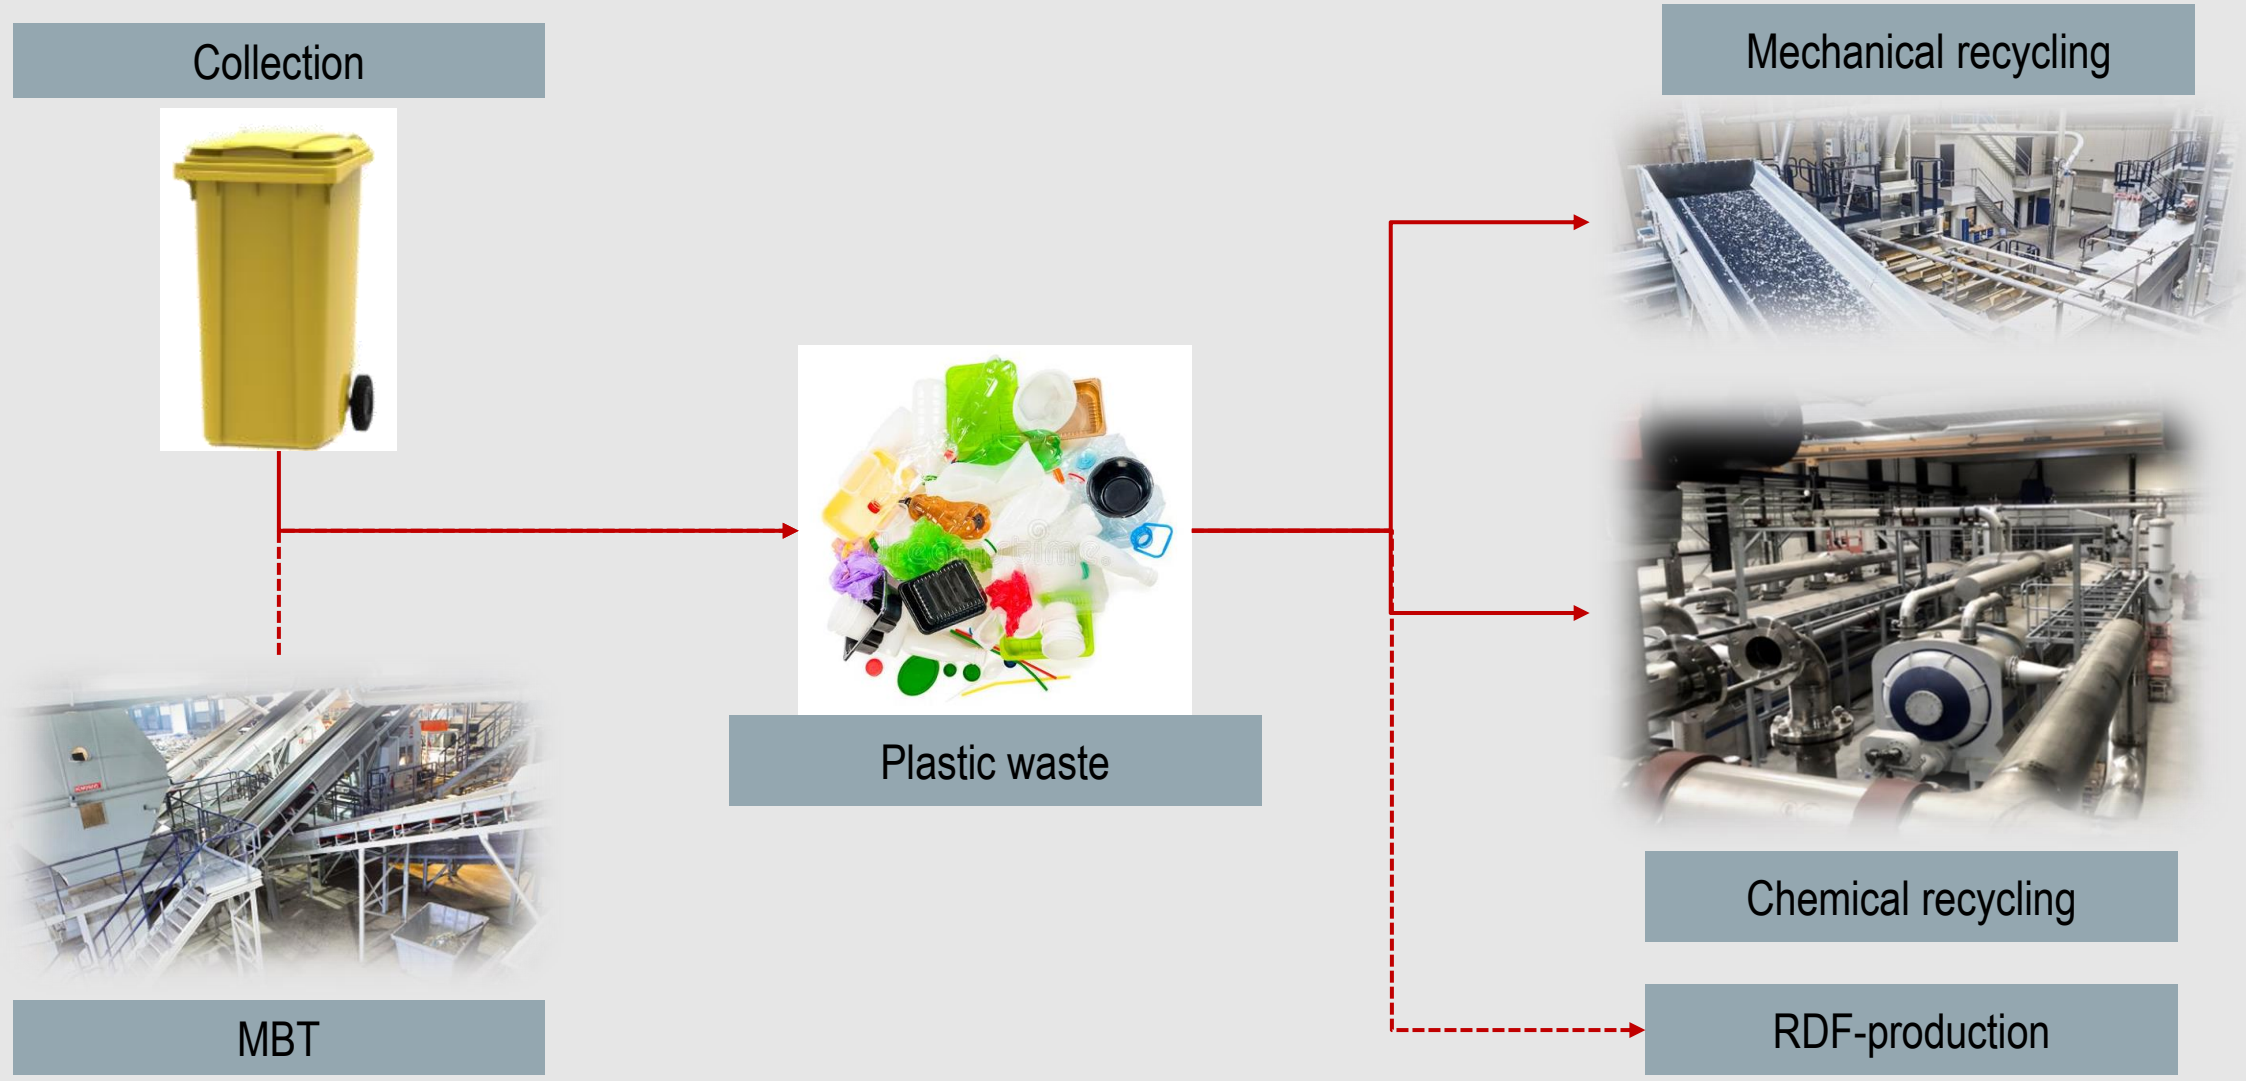 Collection
Mechanical recycling
Plastic waste
Chemical recycling
MBT
RDF-production